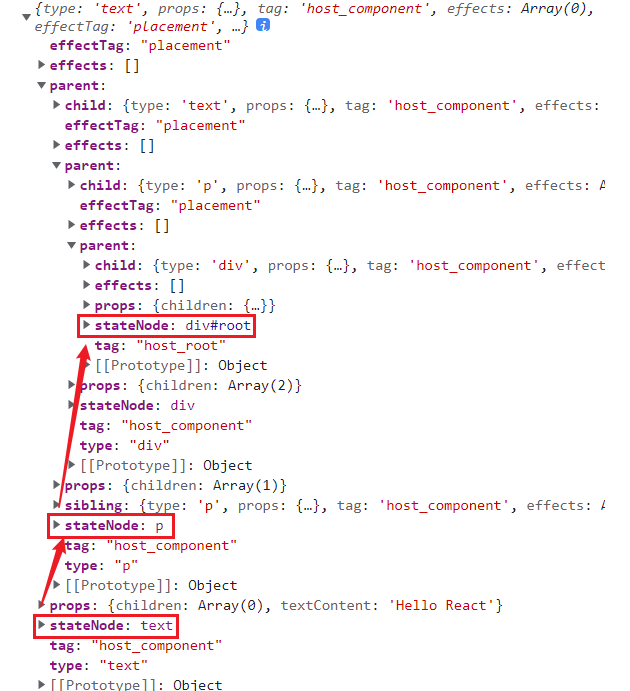 {type: 'text', props: {…}, tag: 'host_component', effects: Array(0),
effectTag: 'placement', …} i
effectTag: "placement"
effects: []
parent:
child: {type: 'text', props: {…}, tag: 'host_component', effects:
effectTag: "placement"
effects: []
parent:
child: {type: 'p', props: {…}, tag: 'host_component', effects: A
effectTag: "placement"
effects: []
parent:
child: {type: 'div', props: {…}, tag: 'host_component', effect
effects: []
props: {children: {…}}
stateNode: div#root
tag: "host_root"
[[Prototype]]: Object
props: {children: Array(2)}
stateNode: div
tag: "host_component"
type: "div"
[[Prototype]]: Object
props: {children: Array(1)}
sibling: {type: 'p', props: {…}, tag: 'host_component', effects: A
stateNode: p
tag: "host_component"
type: "p"
[[Prototype]]: Object
props: {children: Array(0), textContent: 'Hello React'}
stateNode: text
tag: "host_component"
type: "text"
[[Prototype]]: Object